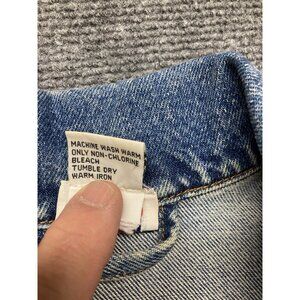 MACHINE WASH WARM
ONLY NON-CHLORINE
BLEACH
TUMBLE DRY
WARM IRON